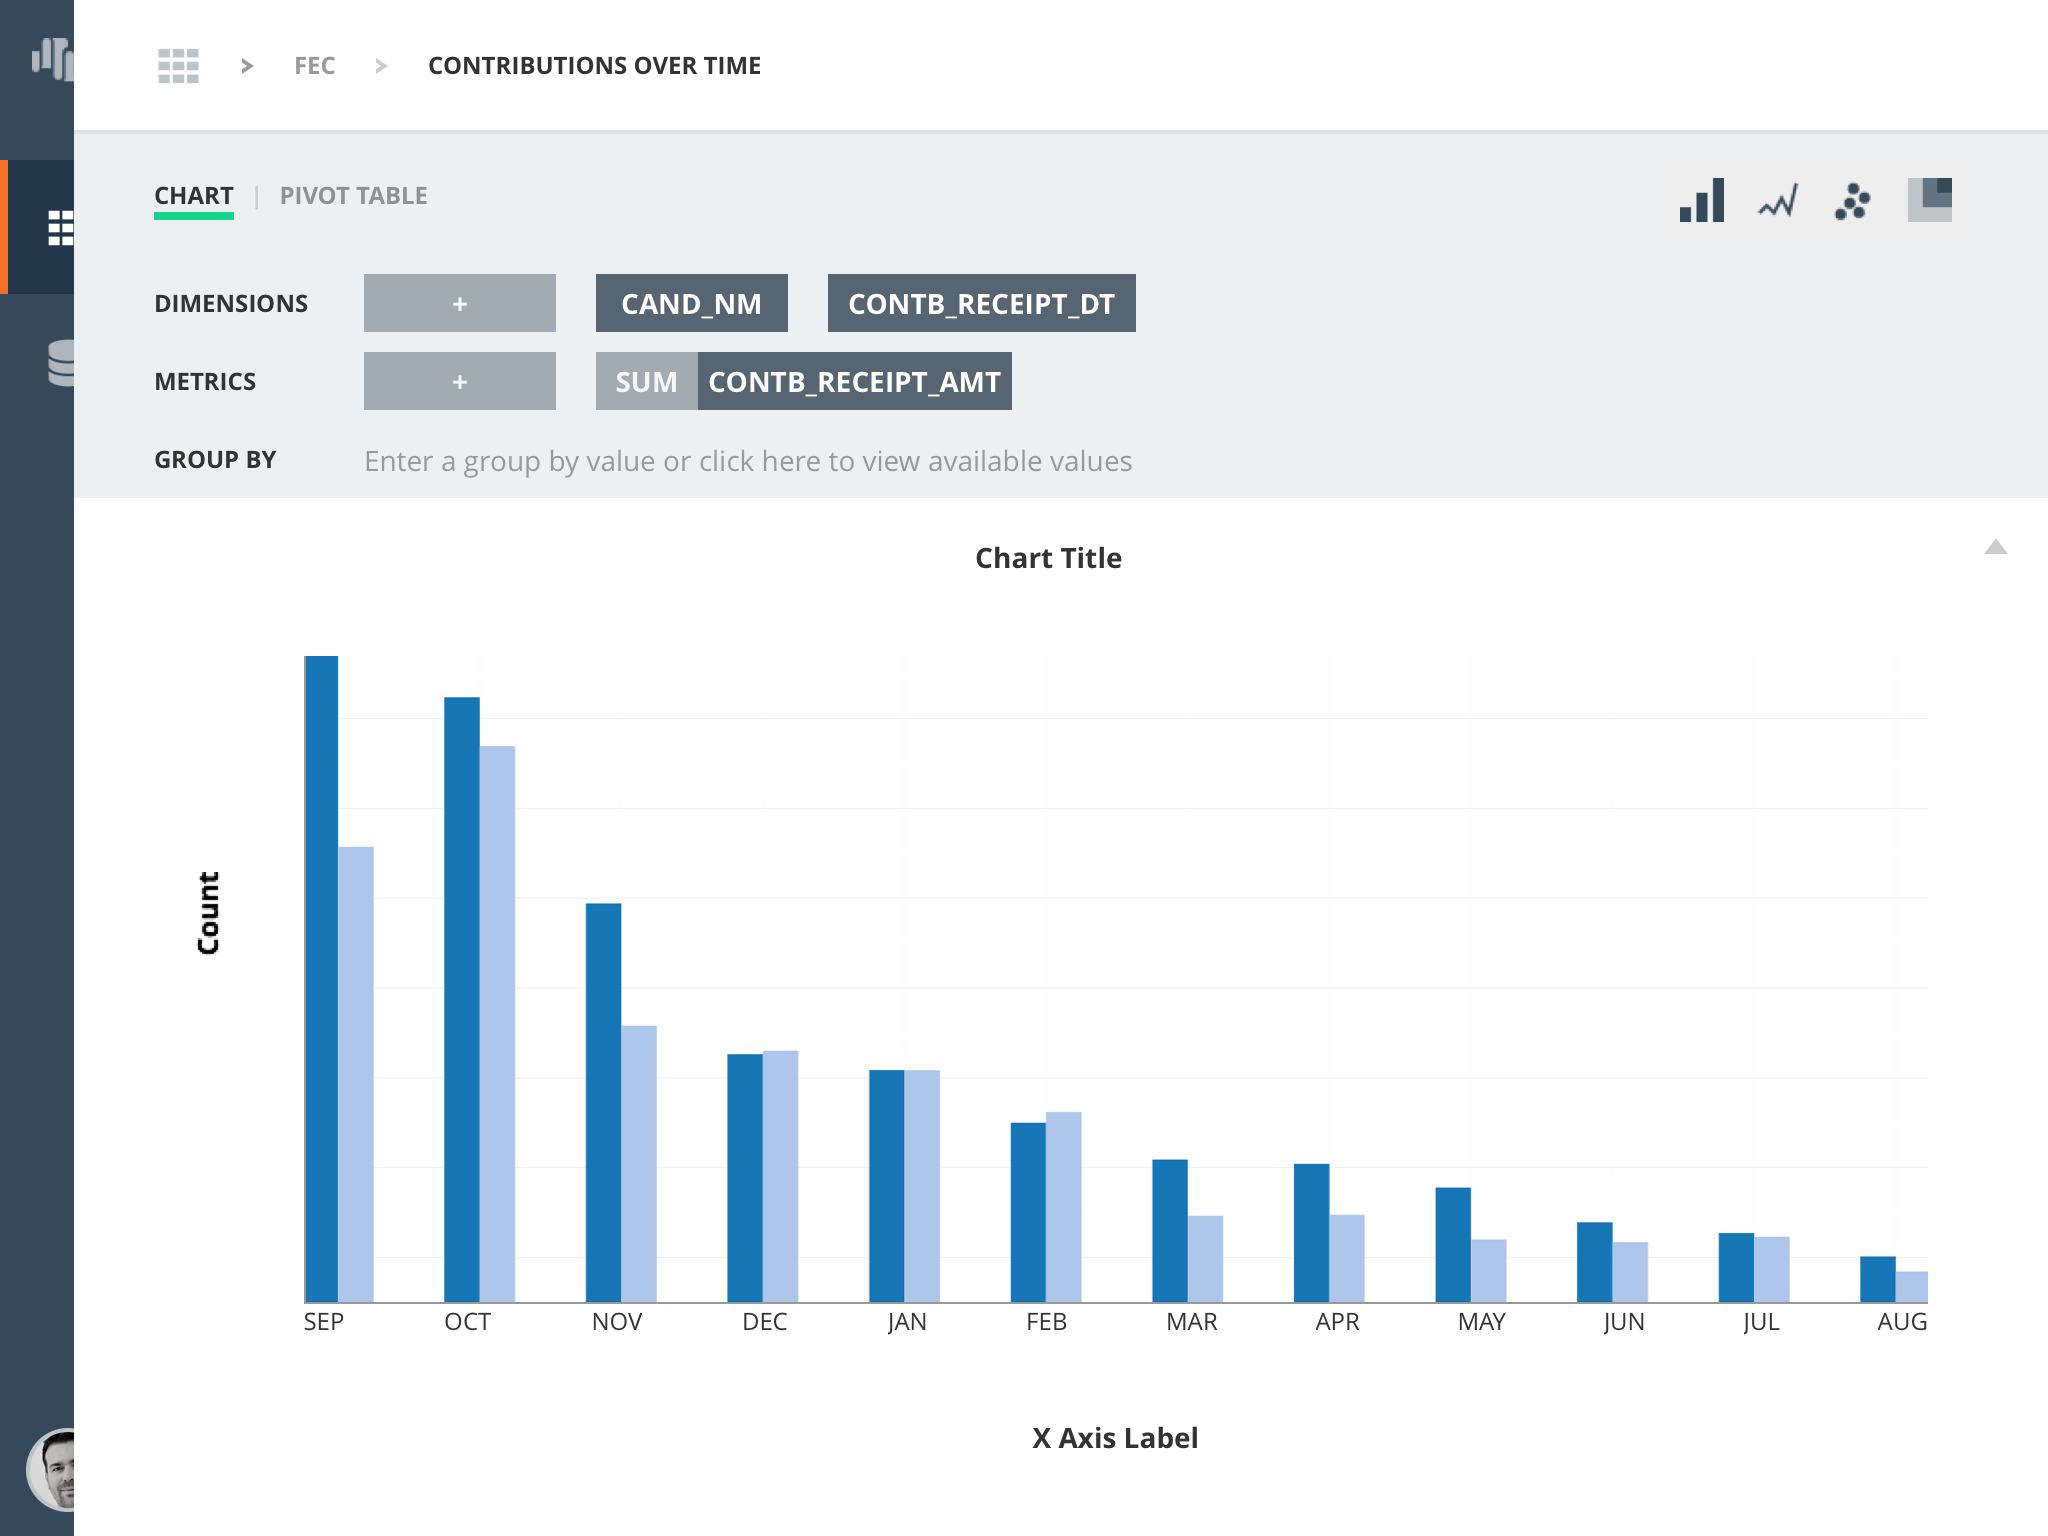 > FEC > CONTRIBUTIONS OVER TIME
CHART | PIVOT TABLE
DIMENSIONS + CAND_NM CONTB_RECEIPT_DT
METRICS + SUM CONTB_RECEIPT_AMT
GROUP BY Enter a group by value or click here to view available values
Chart Title
Count
SEP OCT NOV DEC JAN FEB MAR APR MAY JUN JUL AUG
X Axis Label